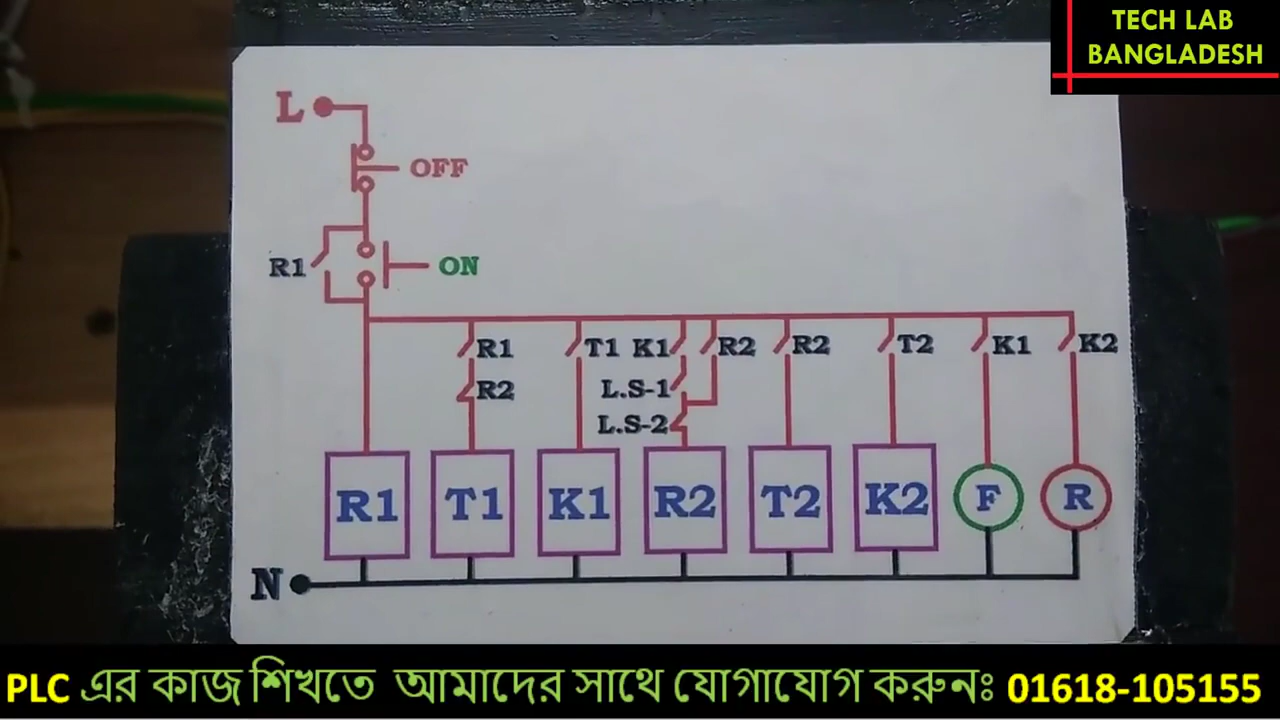 TECH LAB
BANGLADESH
L
OFF
R1
ON
R1
T1
K1
R2
R2
T2
K1
K2
R2
L.S-1
L.S-2
R1
T1
K1
R2
T2
K2
F
R
N
PLC এর কাজ শিখতে আমাদের সাথে যোগাযোগ করুনঃ 01618-105155